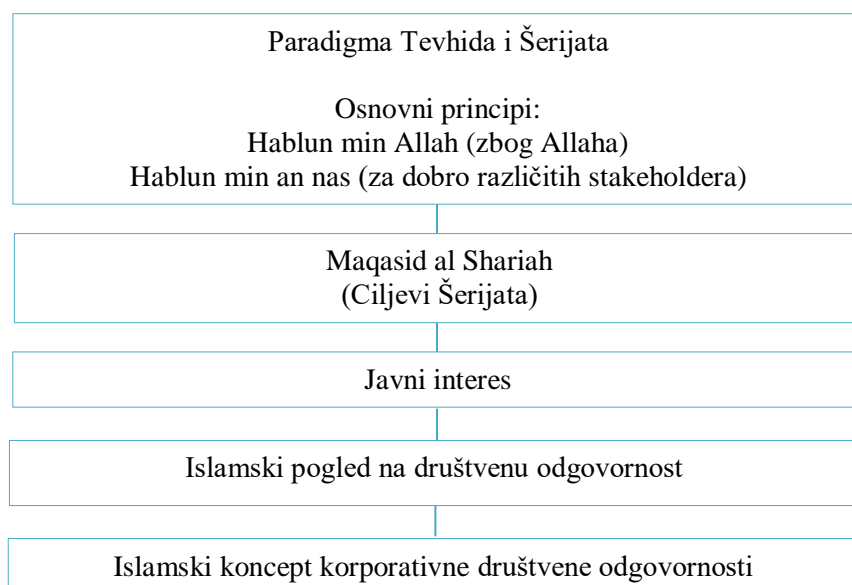 Paradigma Tevhida i Šerijata
Osnovni principi:
Hablun min Allah (zbog Allaha)
Hablun min an nas (za dobro različitih stakeholdera)
Maqasid al Shariah
(Ciljevi Šerijata)
Javni interes
Islamski pogled na društvenu odgovornost
Islamski koncept korporativne društvene odgovornosti